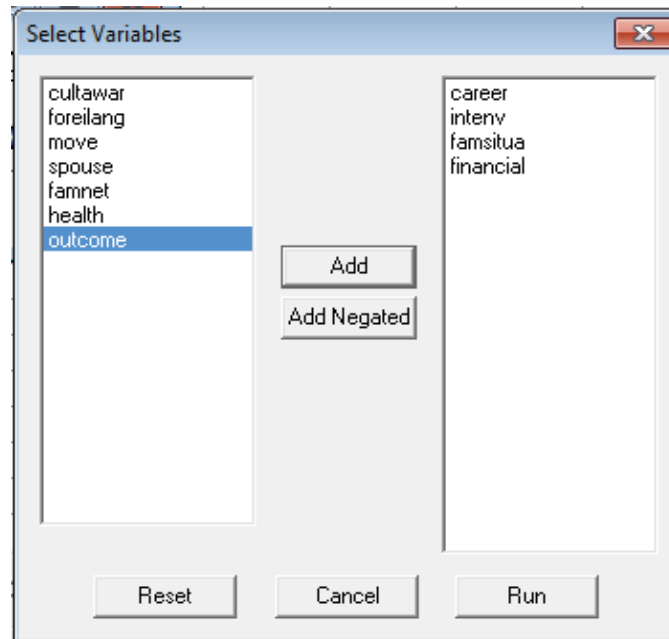 Select Variables
cultawar
foreilang
move
spouse
famnet
health
outcome
career
intenv
famsitua
financial
Add
Add Negated
Reset
Cancel
Run